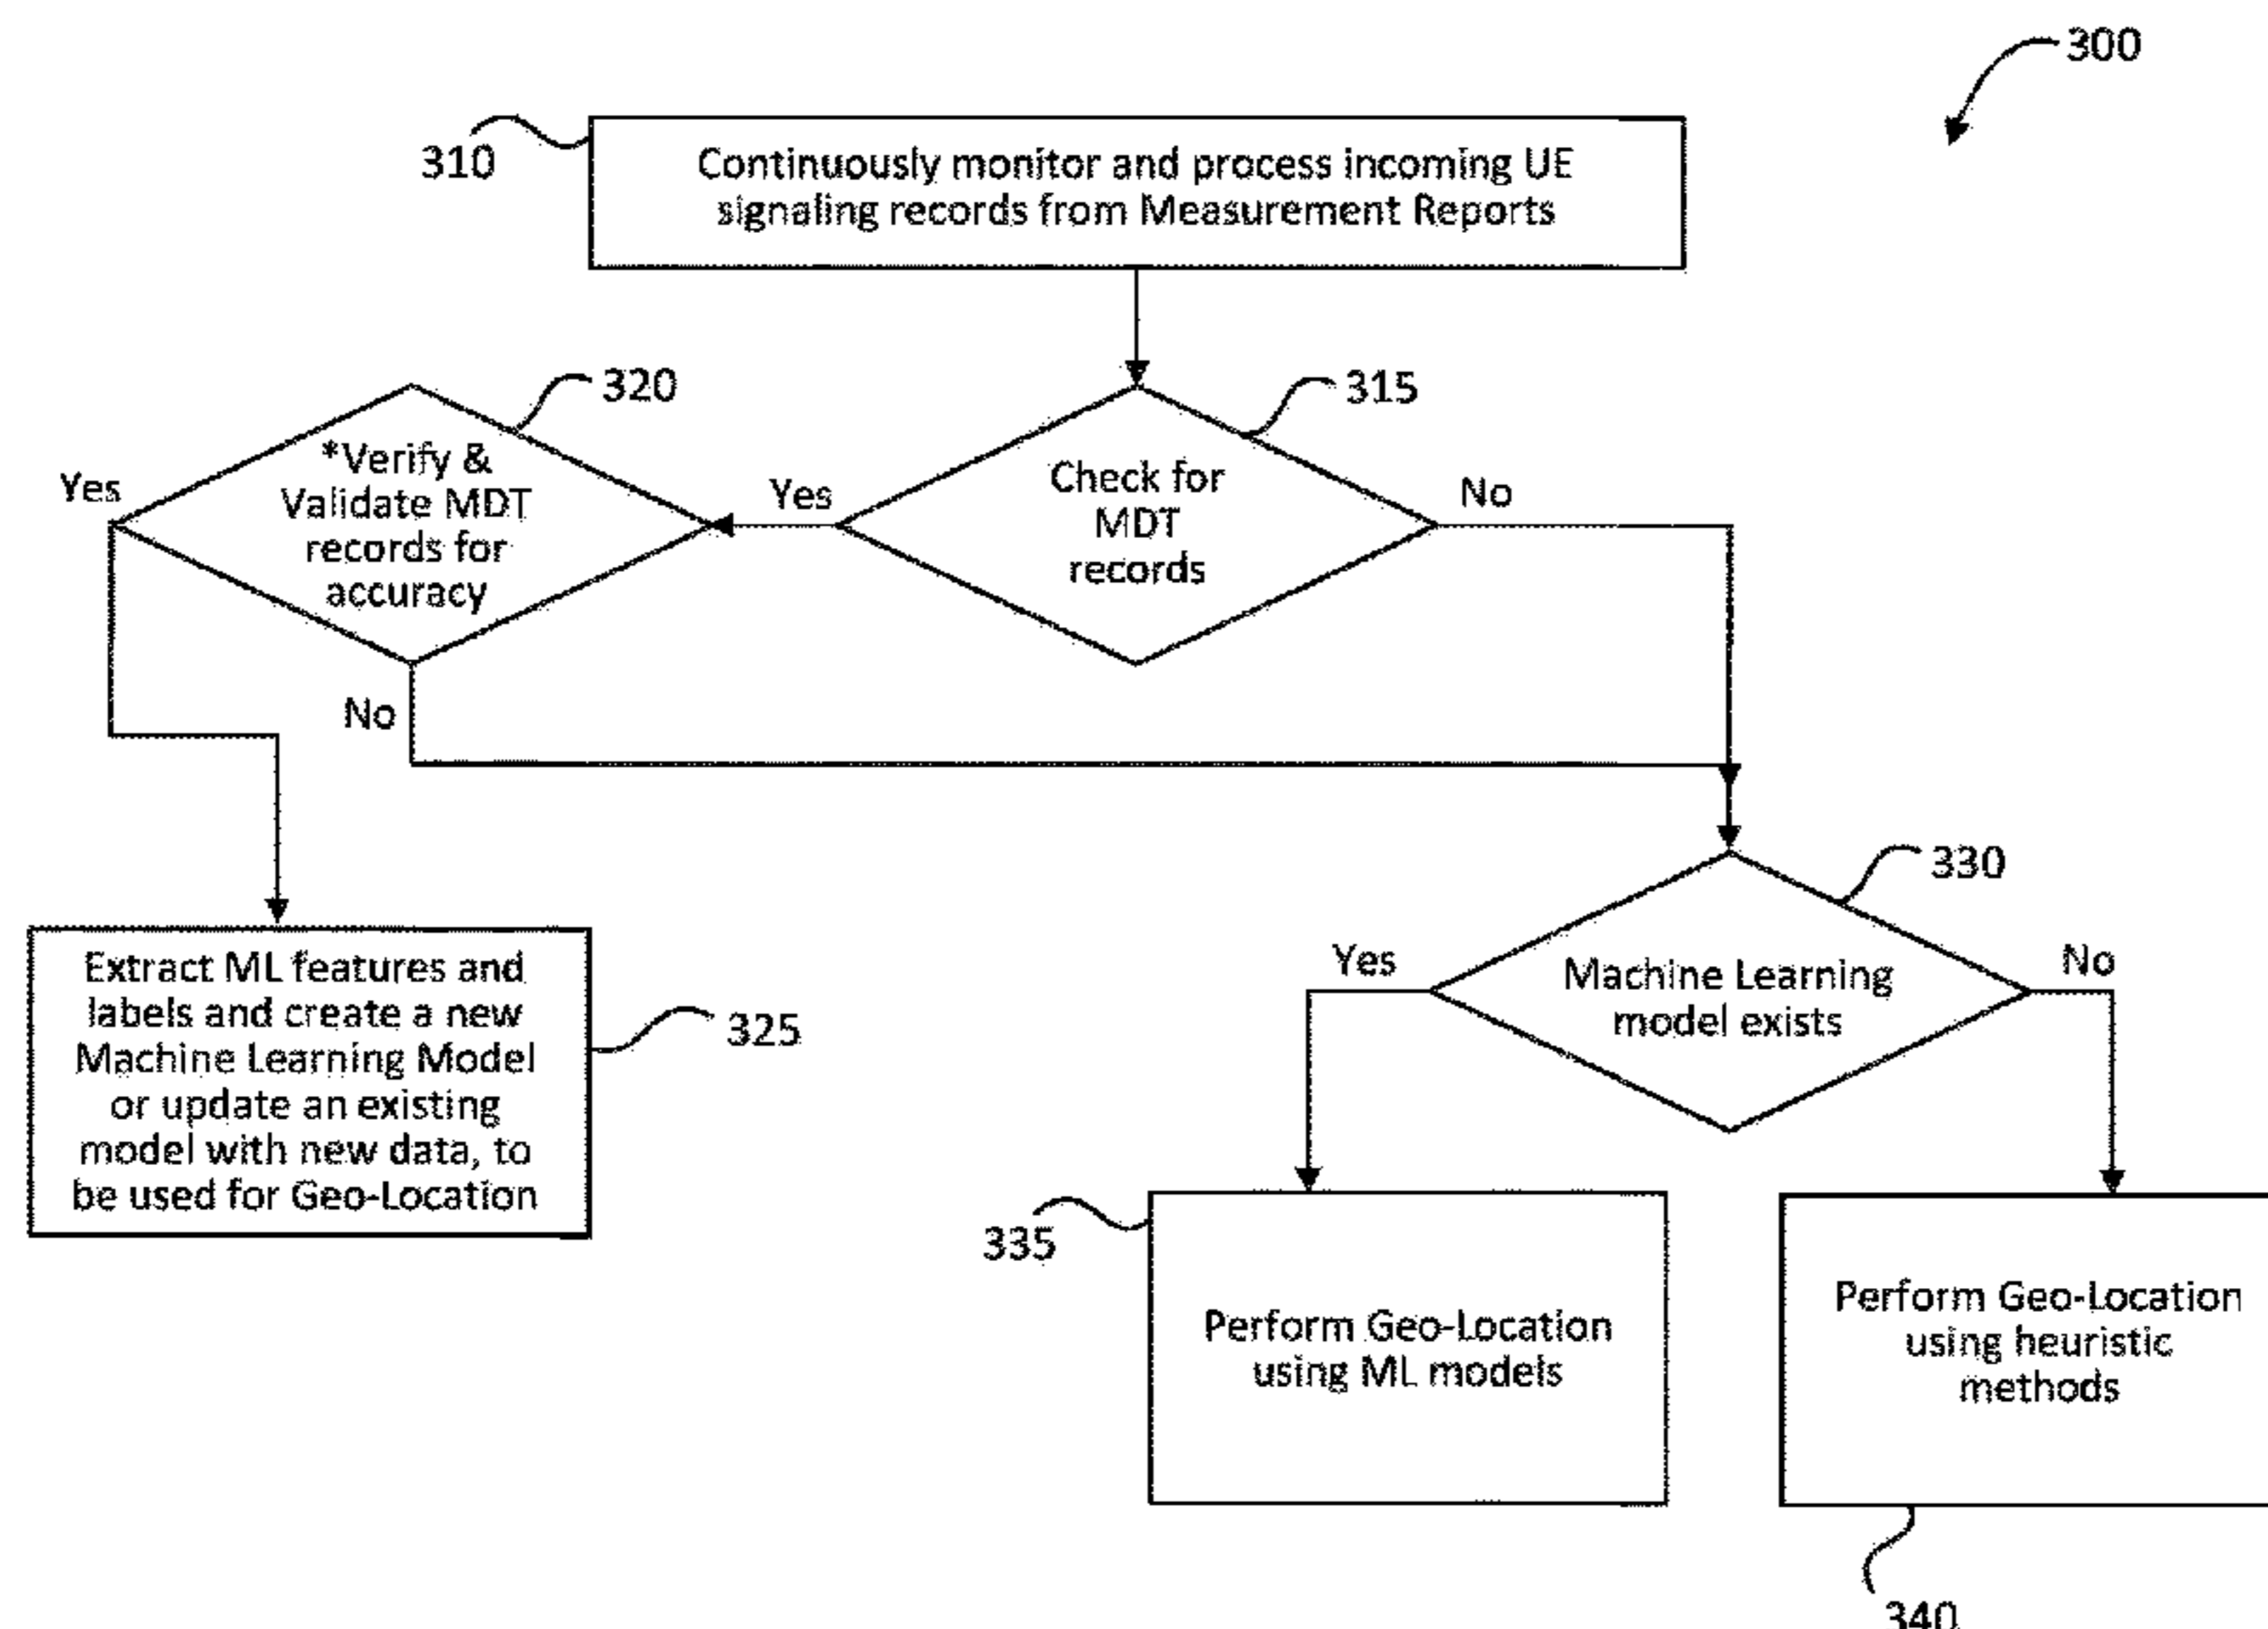 300
310
Continuously monitor and process incoming UE
signaling records from Measurement Reports
320
315
*Verify &
Validate MDT
records for
accuracy
Yes
Yes
Check for
MDT
records
No
No
330
Extract ML features and
labels and create a new
Machine Learning Model
or update an existing
model with new data, to
be used for Geo-Location
325
Yes
Machine Learning
model exists
No
335
Perform Geo-Location
using ML models
Perform Geo-Location
using heuristic
methods
340